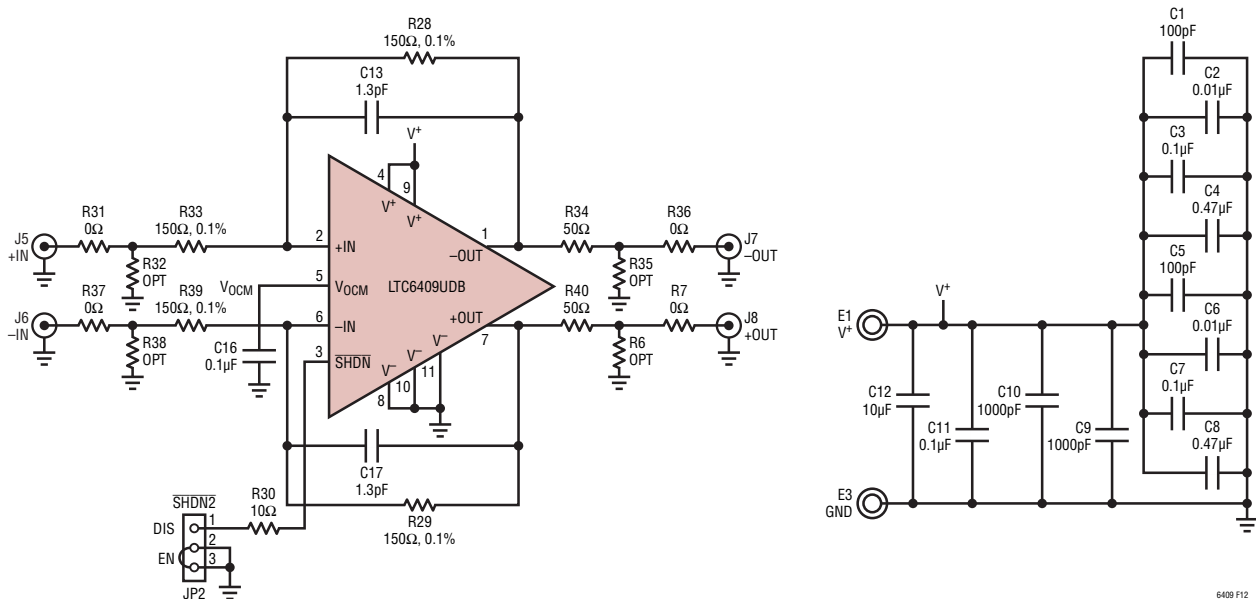 R28
150Ω, 0.1%
C13
1.3pF
V+
4
9
V+
V+
J5
+IN
R31
0Ω
R33
150Ω, 0.1%
R32
OPT
2
+IN
1
–OUT
R34
50Ω
R36
0Ω
J7
–OUT
R35
OPT
VOCM
5
VOCM
LTC6409UDB
J6
–IN
R37
0Ω
R39
150Ω, 0.1%
R38
OPT
6
–IN
+OUT
7
R40
50Ω
R7
0Ω
J8
+OUT
R6
OPT
C16
0.1µF
3
SHDN
V–
V–
V–
8
10
11
C17
1.3pF
R29
150Ω, 0.1%
SHDN2
R30
10Ω
DIS
EN
1
2
3
JP2
C1
100pF
C2
0.01µF
C3
0.1µF
C4
0.47µF
C5
100pF
C6
0.01µF
C7
0.1µF
C8
0.47µF
E1
V+
V+
C12
10µF
C11
0.1µF
C10
1000pF
C9
1000pF
E3
GND
6409 F12